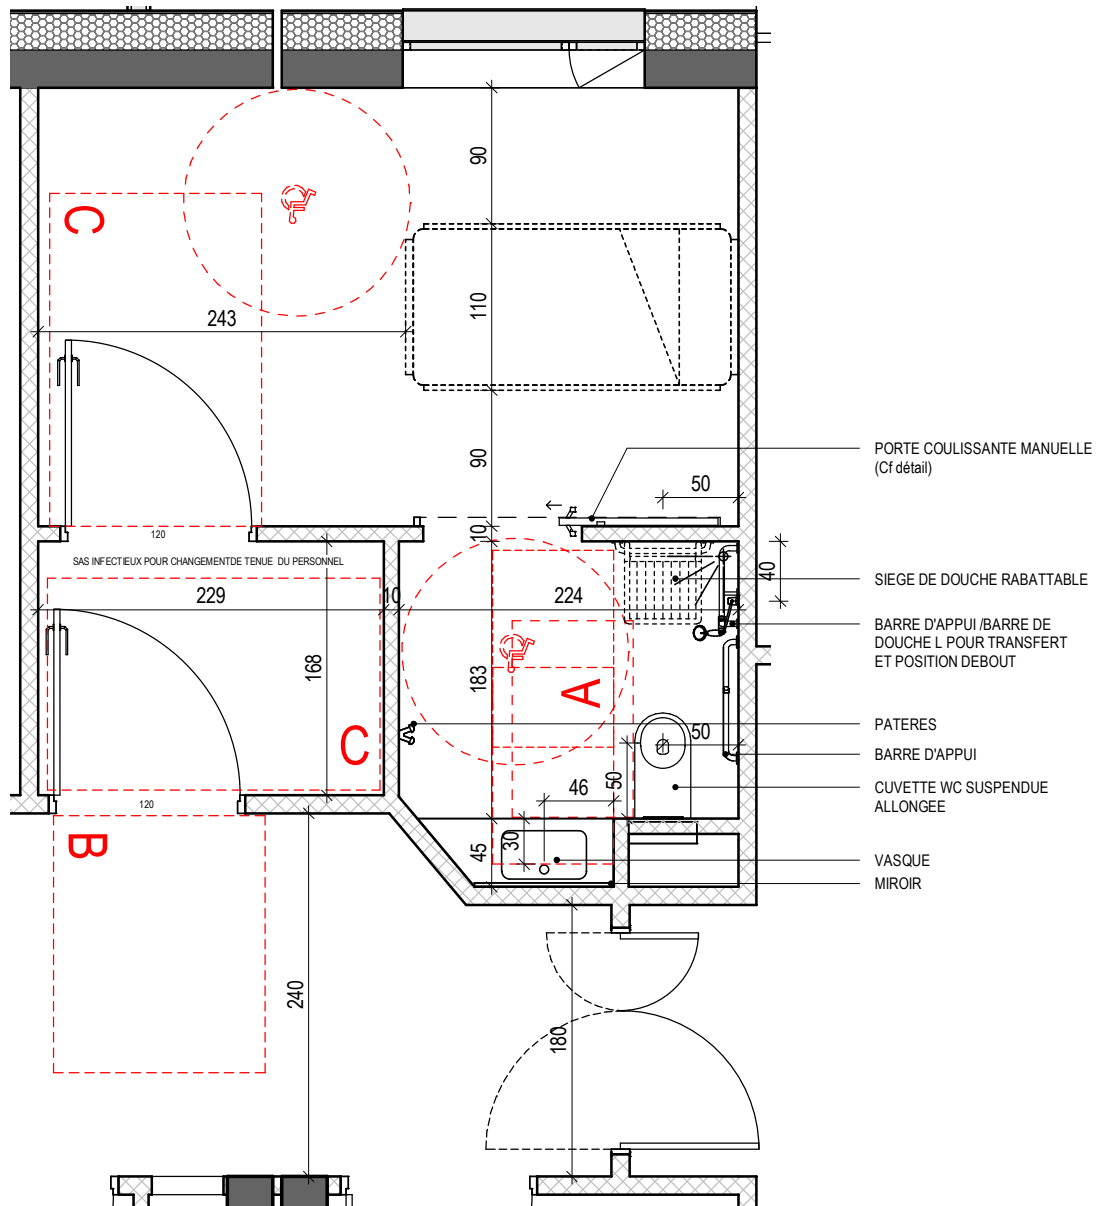 90
C
110
243
90
PORTE COULISSANTE MANUELLE
(Cf détail)
50
120
10
SAS INFECTIEUX POUR CHANGEMENTDE TENUE DU PERSONNEL
40
SIEGE DE DOUCHE RABATTABLE
229
10
224
BARRE D'APPUI /BARRE DE
DOUCHE L POUR TRANSFERT
ET POSITION DEBOUT
168
183
A
C
PATERES
50
BARRE D'APPUI
46
50
CUVETTE WC SUSPENDUE
ALLONGEE
120
B
45
30
VASQUE
MIROIR
240
180